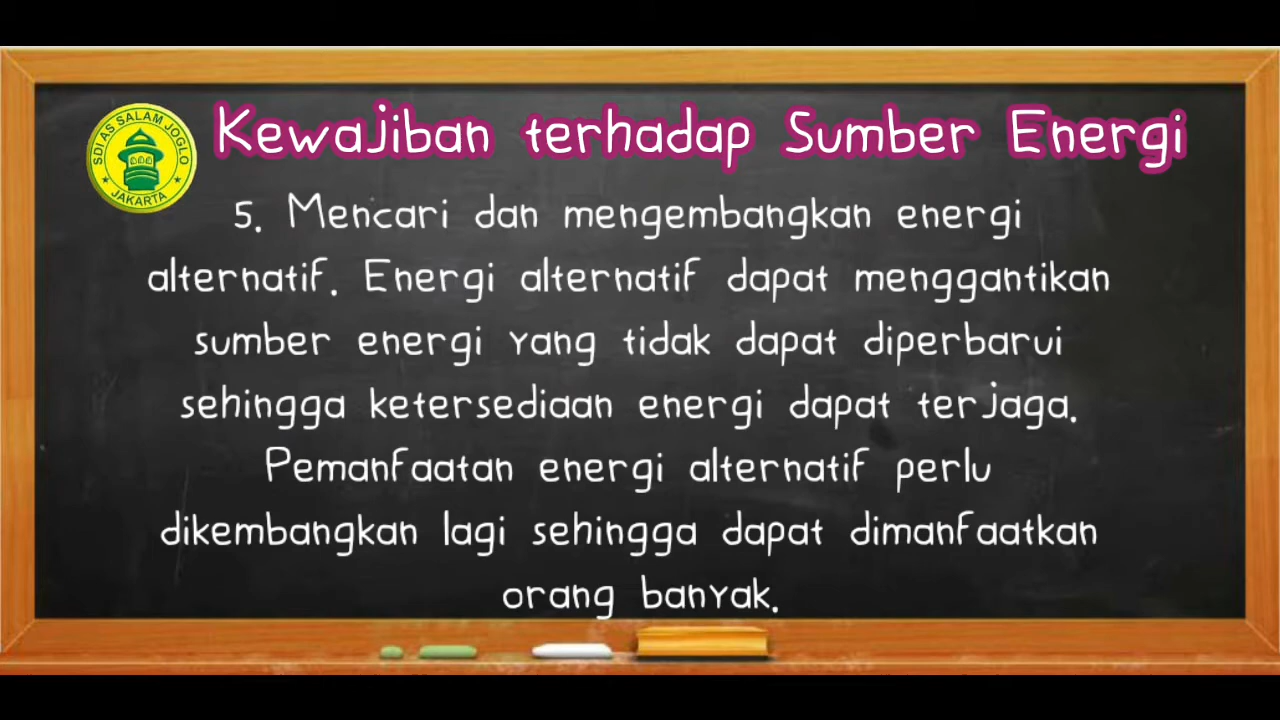 SDI AS SALAM JOGLO
JAKARTA
Kewajiban terhadap Sumber Energi
5. Mencari dan mengembangkan energi
alternatif. Energi alternatif dapat menggantikan
sumber energi yang tidak dapat diperbarui
sehingga ketersediaan energi dapat terjaga.
Pemanfaatan energi alternatif perlu
dikembangkan lagi sehingga dapat dimanfaatkan
orang banyak.